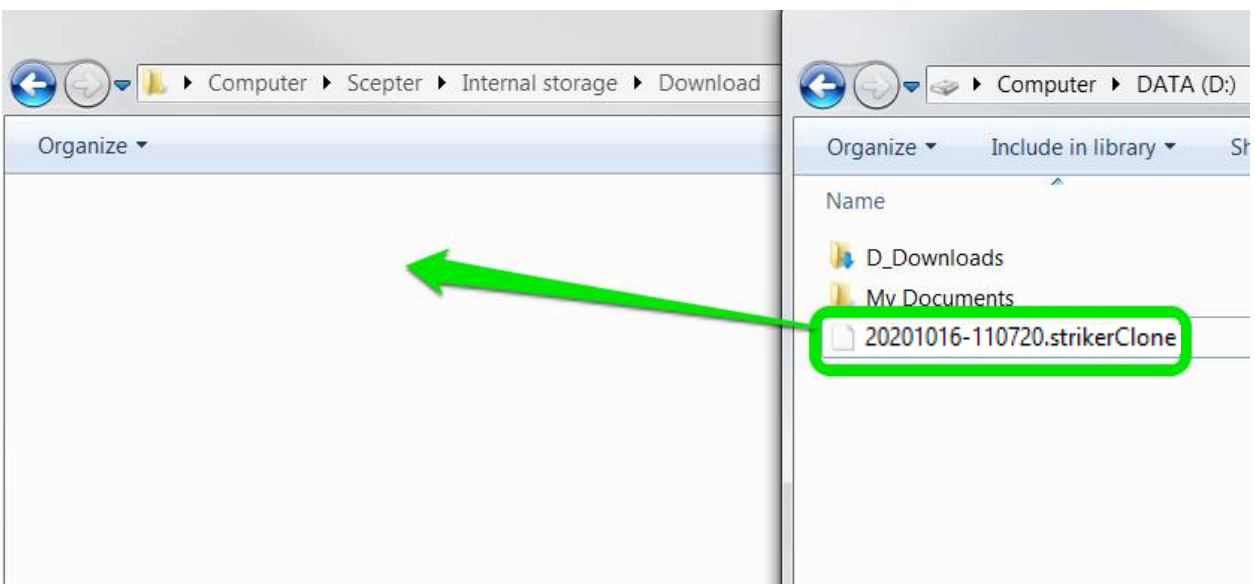 Computer Scepter Internal storage Download
Organize
Computer DATA (D:)
Organize Include in library Sh
Name
D_Downloads
My Documents
20201016-110720.strikerClone